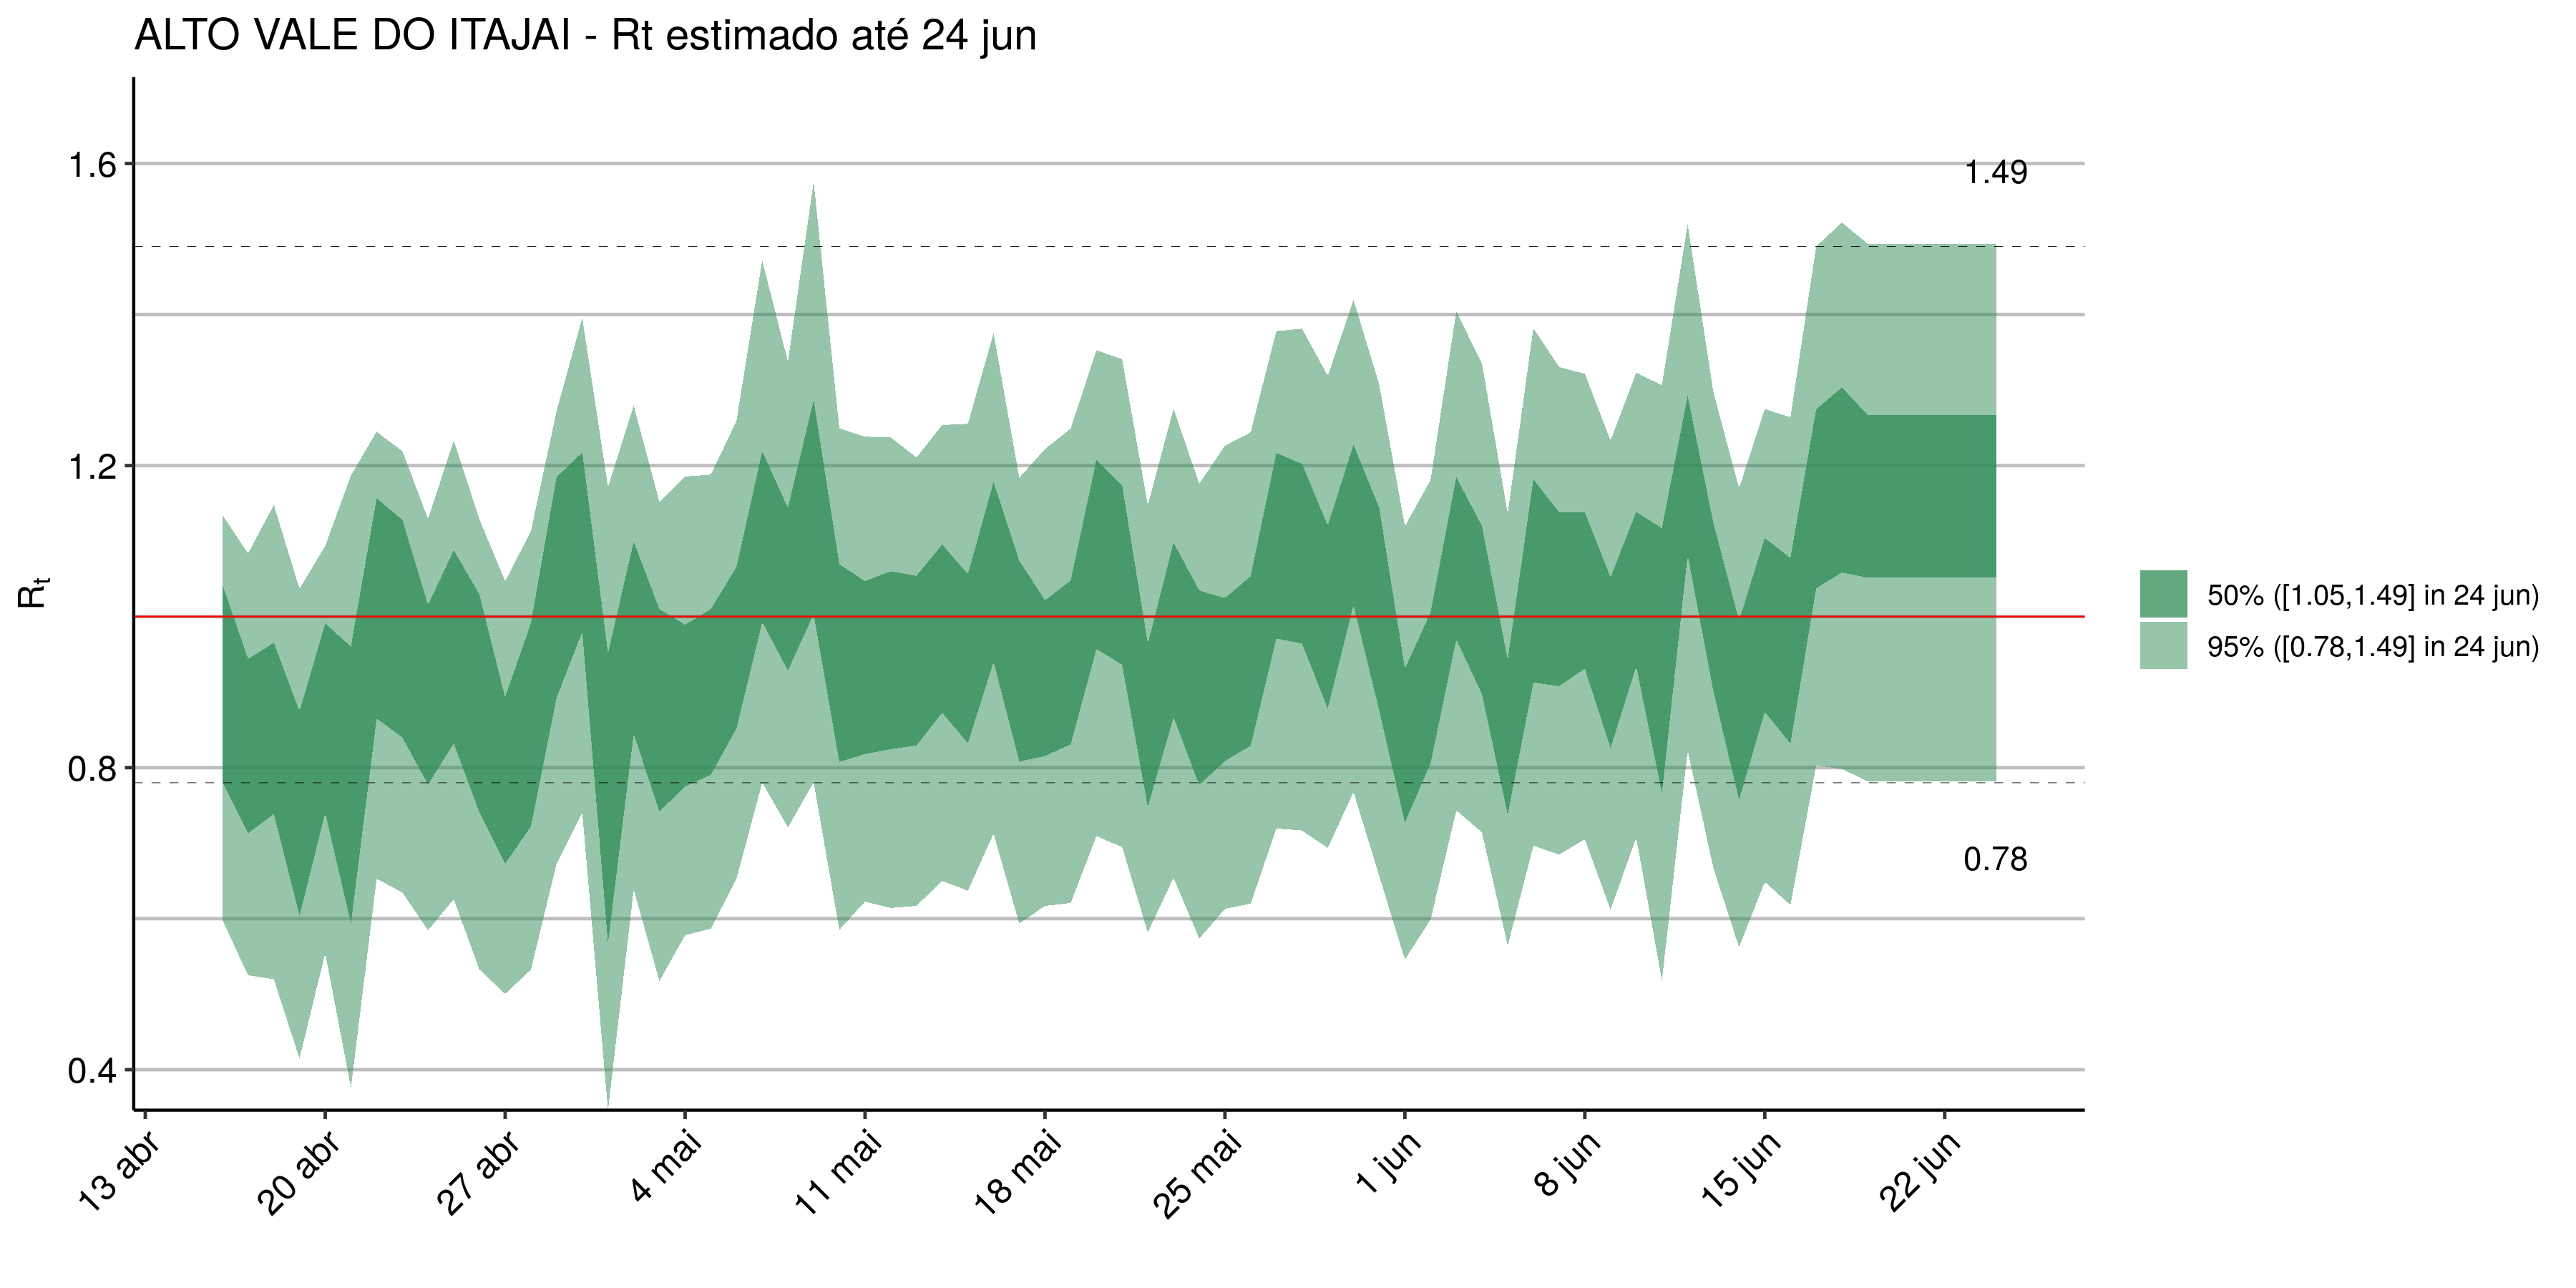 ALTO VALE DO ITAJAI - Rt estimado até 24 jun
1.6
1.2
0.8
0.4
Rt
1.49
0.78
13 abr
20 abr
27 abr
4 mai
11 mai
18 mai
25 mai
1 jun
8 jun
15 jun
22 jun
50% ([1.05,1.49] in 24 jun)
95% ([0.78,1.49] in 24 jun)